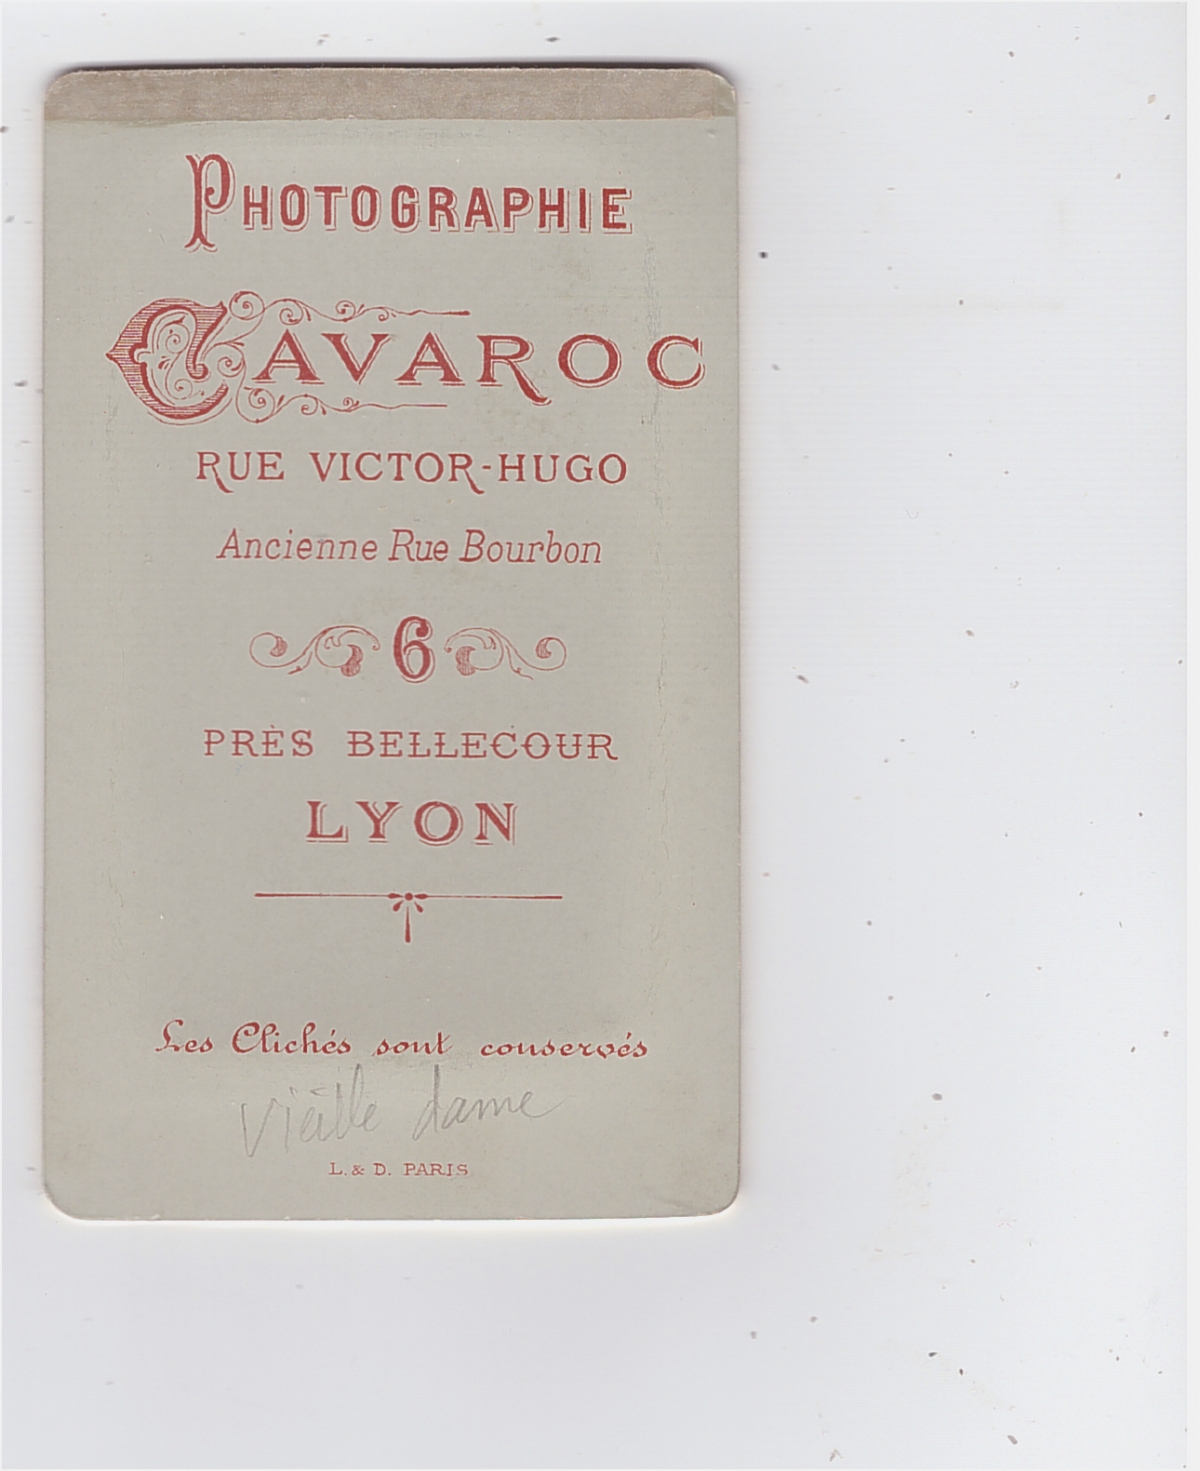 PHOTOGRAPHIE
CAVAROC
RUE VICTOR-HUGO
Ancienne Rue Bourbon
6
PRÈS BELLECOUR
LYON
Les Clichés sont conservés
vieille dame
L. & D. PARIS